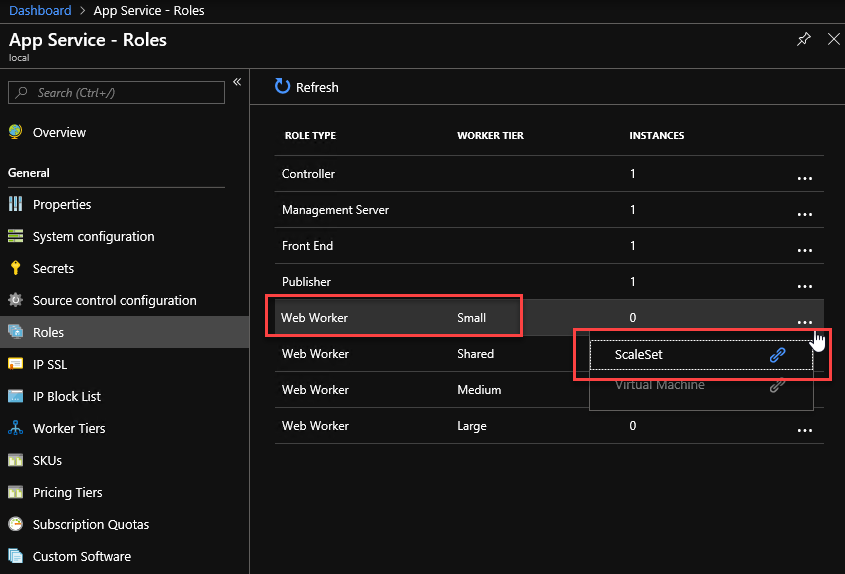 Dashboard > App Service - Roles
App Service - Roles
local
Search (Ctrl+/)
«
Refresh
Overview
General
Properties
System configuration
Secrets
Source control configuration
Roles
IP SSL
IP Block List
Worker Tiers
SKUs
Pricing Tiers
Subscription Quotas
Custom Software
ROLE TYPE WORKER TIER INSTANCES
Controller 1 ...
Management Server 1 ...
Front End 1 ...
Publisher 1 ...
Web Worker Small 0 ...
Web Worker Shared
Web Worker Medium
Web Worker Large 0 ...
ScaleSet
Virtual Machine